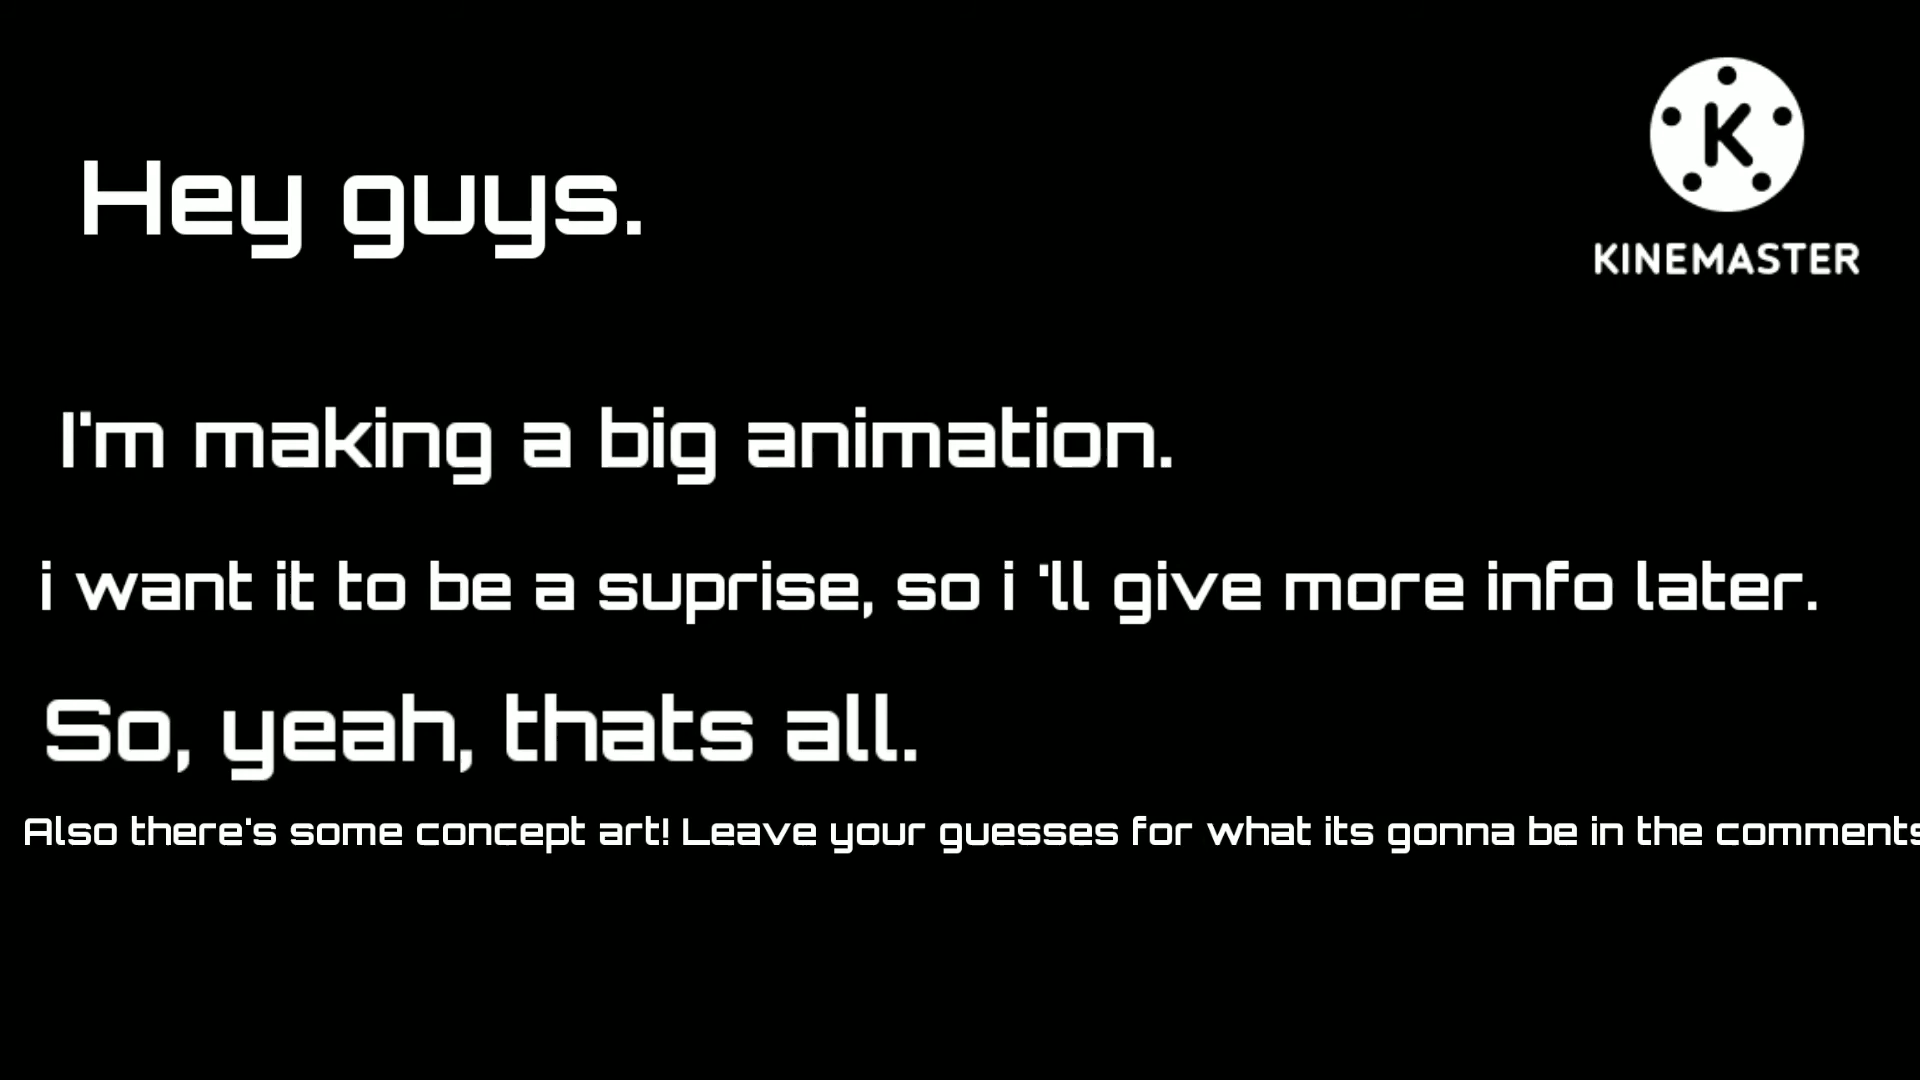 K
KINEMASTER
Hey guys.
I'm making a big animation.
i want it to be a suprise, so i 'll give more info later.
So, yeah, thats all.
Also there's some concept art! Leave your guesses for what its gonna be in the comments